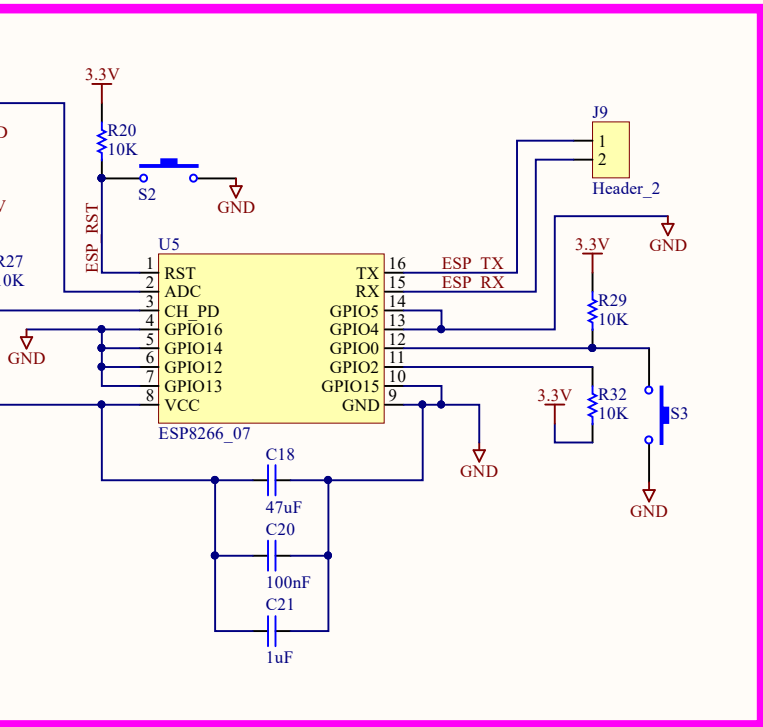 3.3V
R20
10K
S2
GND
ESP_RST
J9
1
2
Header_2
GND
3.3V
R29
10K
U5
1 RST TX 16 ESP_TX
2 ADC RX 15 ESP_RX
3 CH_PD GPIO5 14
4 GPIO16 GPIO4 13
5 GPIO14 GPIO0 12
6 GPIO12 GPIO2 11
7 GPIO13 GPIO15 10
8 VCC GND 9
ESP8266_07
GND
GND
3.3V
R32
10K
S3
GND
C18
47uF
C20
100nF
C21
1uF